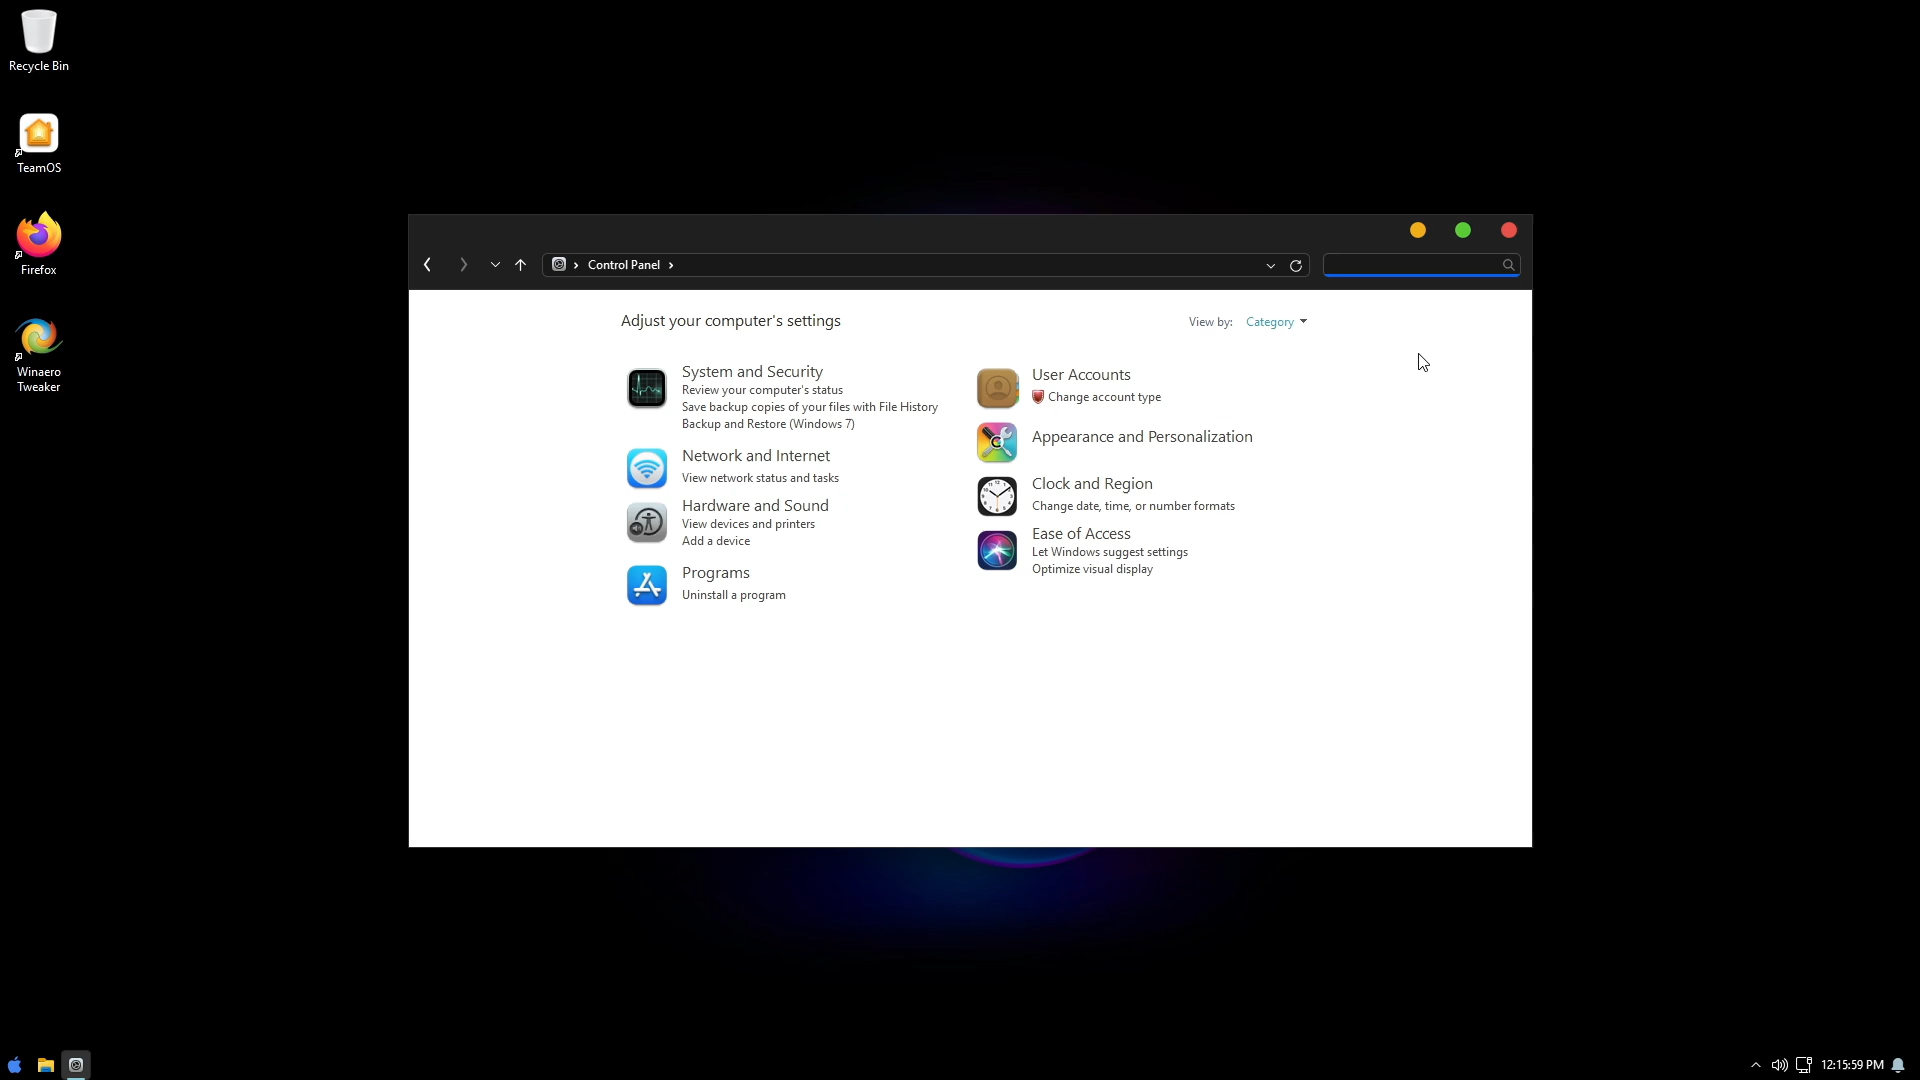 Recycle Bin
TeamOS
Firefox
Winaero
Tweaker
Control Panel
Adjust your computer's settings
View by: Category
System and Security
Review your computer's status
Save backup copies of your files with File History
Backup and Restore (Windows 7)
Network and Internet
View network status and tasks
Hardware and Sound
View devices and printers
Add a device
Programs
Uninstall a program
User Accounts
Change account type
Appearance and Personalization
Clock and Region
Change date, time, or number formats
Ease of Access
Let Windows suggest settings
Optimize visual display
12:15:59 PM